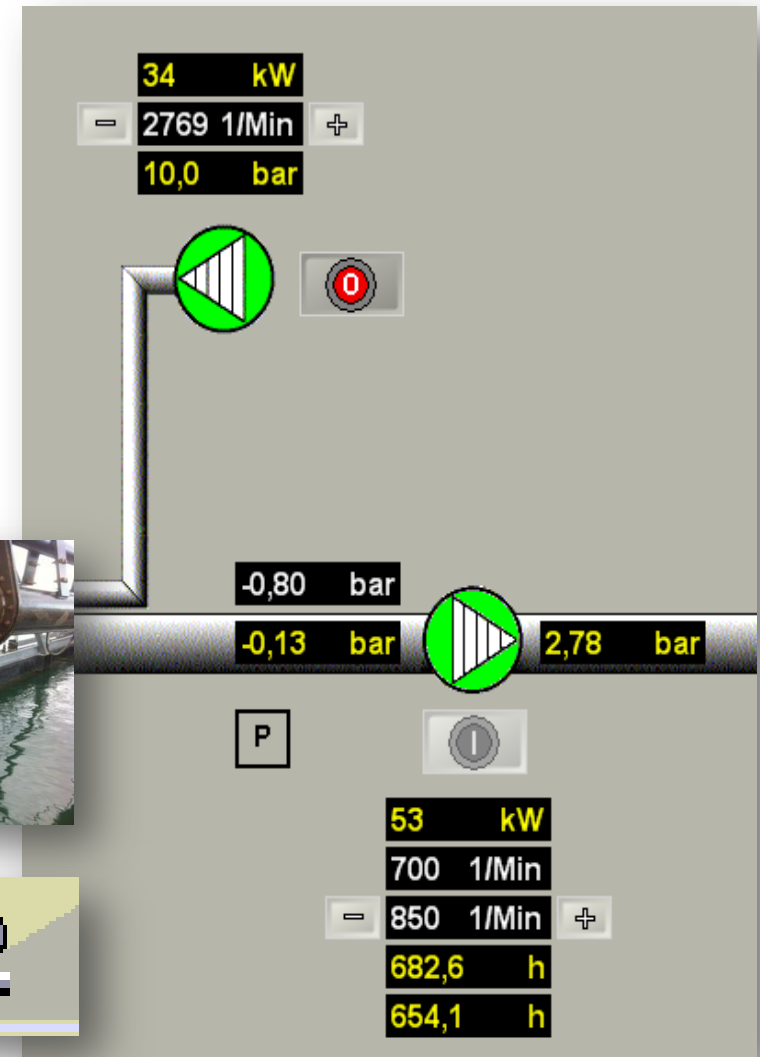 34 kW
2769 1/Min
10,0 bar
0
-0,80 bar
-0,13 bar
2,78 bar
P
I
53 kW
700 1/Min
850 1/Min
682,6 h
654,1 h